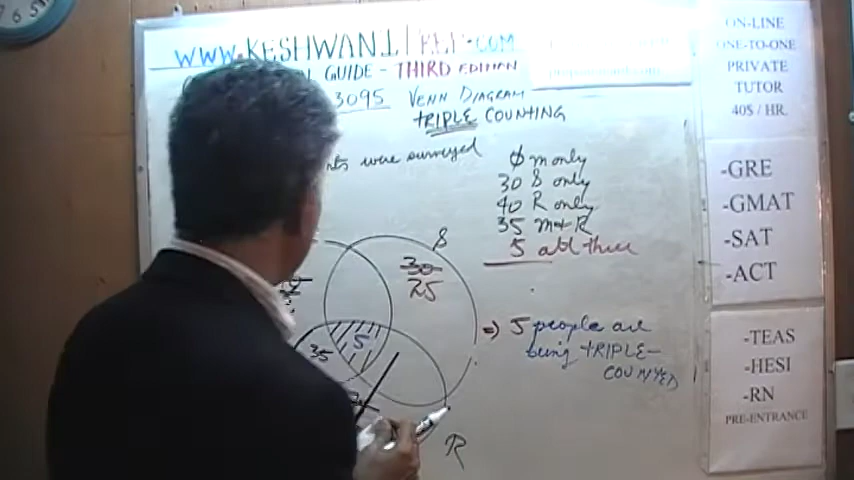 WWW.KESHWANI PREP.COM
GUIDE - THIRD EDITION
3095 VENN DIAGRAM
TRIPLE COUNTING
were surveyed
Ø m only
30 S only
40 R only
35 m+R
5 all three
S
30
25
5
35
R
=> 5 people are
being TRIPLE-
COUNTED
ON-LINE
ONE-TO-ONE
PRIVATE
TUTOR
40$ / HR.
-GRE
-GMAT
-SAT
-ACT
-TEAS
-HESI
-RN
PRE-ENTRANCE